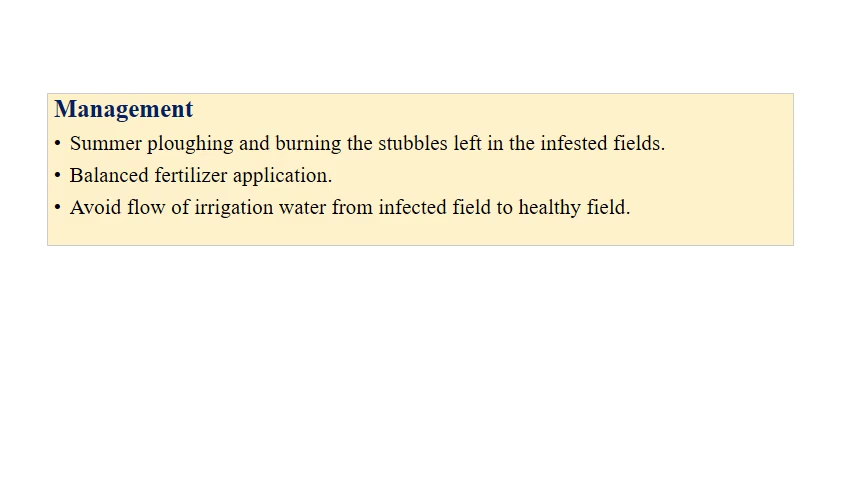 Management
• Summer ploughing and burning the stubbles left in the infested fields.
• Balanced fertilizer application.
• Avoid flow of irrigation water from infected field to healthy field.